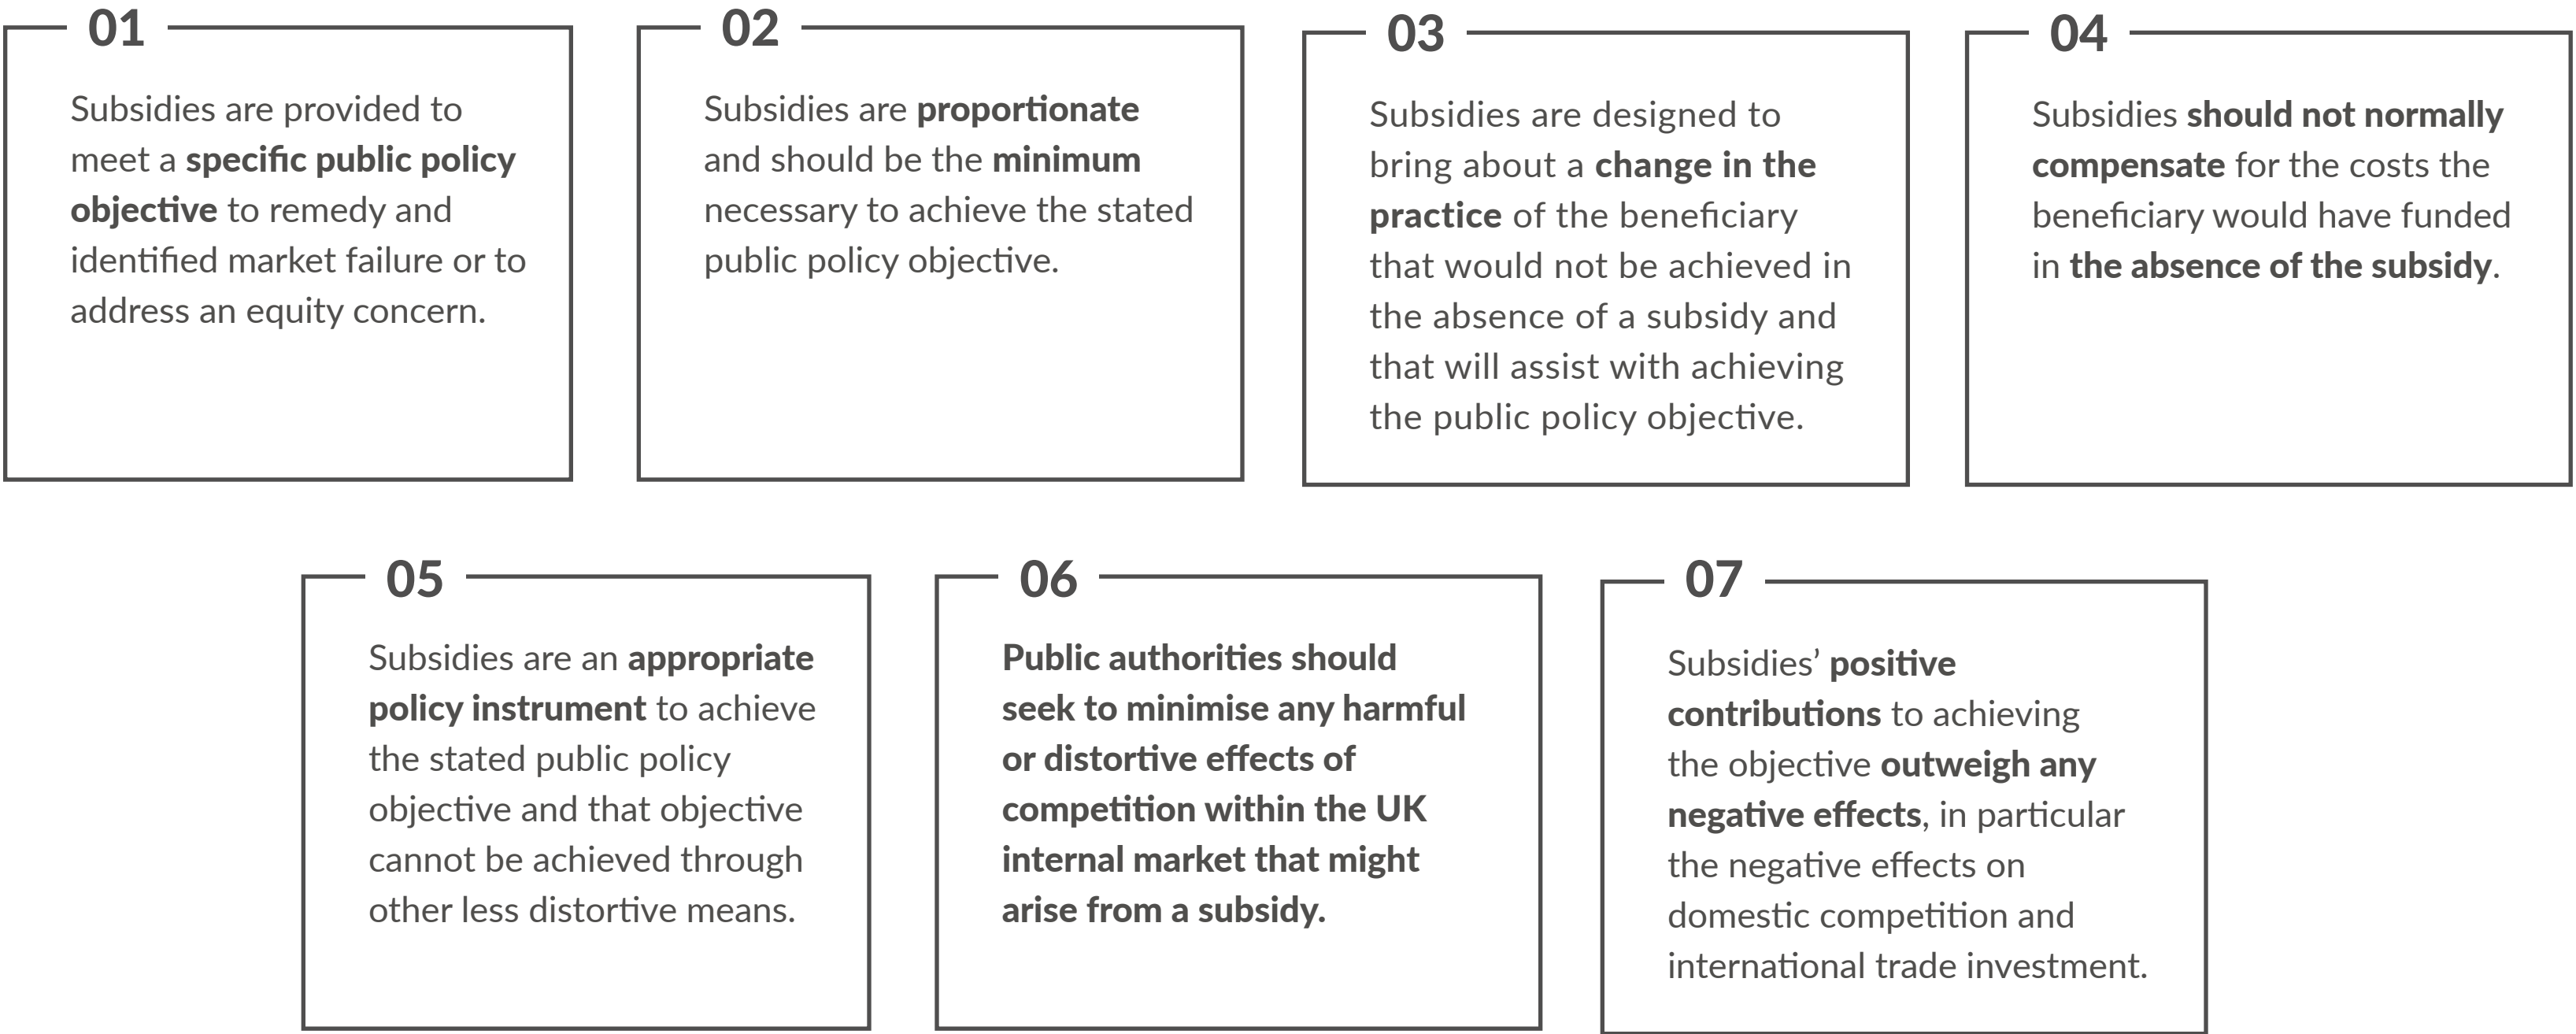 01
Subsidies are provided to
meet a specific public policy
objective to remedy and
identified market failure or to
address an equity concern.
02
Subsidies are proportionate
and should be the minimum
necessary to achieve the stated
public policy objective.
03
Subsidies are designed to
bring about a change in the
practice of the beneficiary
that would not be achieved in
the absence of a subsidy and
that will assist with achieving
the public policy objective.
04
Subsidies should not normally
compensate for the costs the
beneficiary would have funded
in the absence of the subsidy.
05
Subsidies are an appropriate
policy instrument to achieve
the stated public policy
objective and that objective
cannot be achieved through
other less distortive means.
06
Public authorities should
seek to minimise any harmful
or distortive effects of
competition within the UK
internal market that might
arise from a subsidy.
07
Subsidies’ positive
contributions to achieving
the objective outweigh any
negative effects, in particular
the negative effects on
domestic competition and
international trade investment.